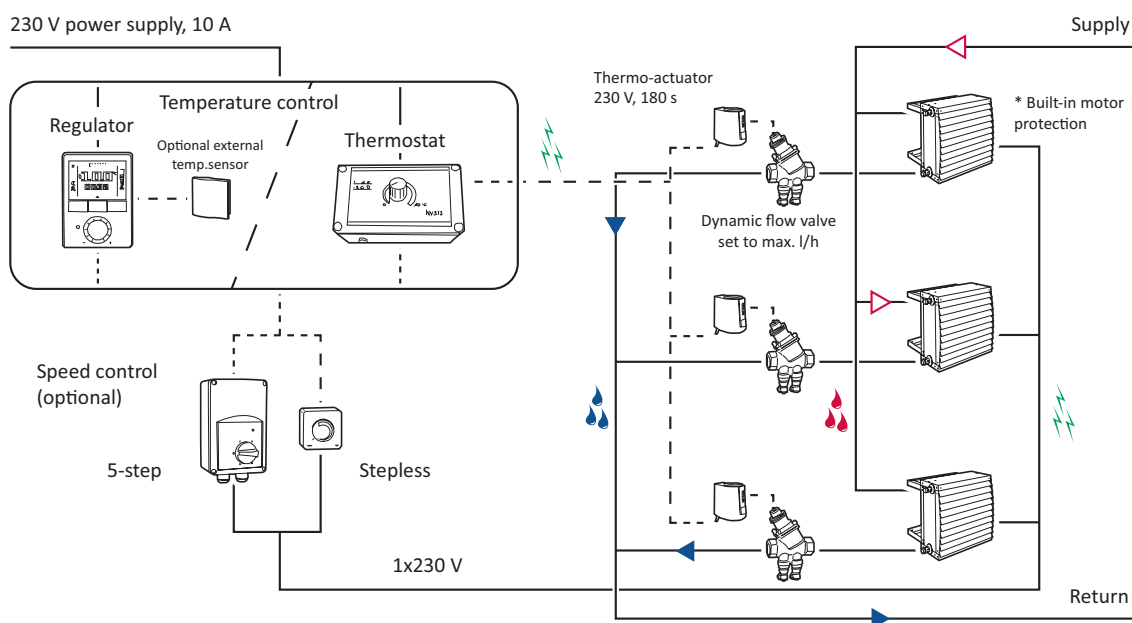 230 V power supply, 10 A
Supply
Temperature control
Regulator
Optional external
temp.sensor
Thermostat
Thermo-actuator
230 V, 180 s
* Built-in motor
protection
Dynamic flow valve
set to max. l/h
Speed control
(optional)
5-step
Stepless
1x230 V
Return